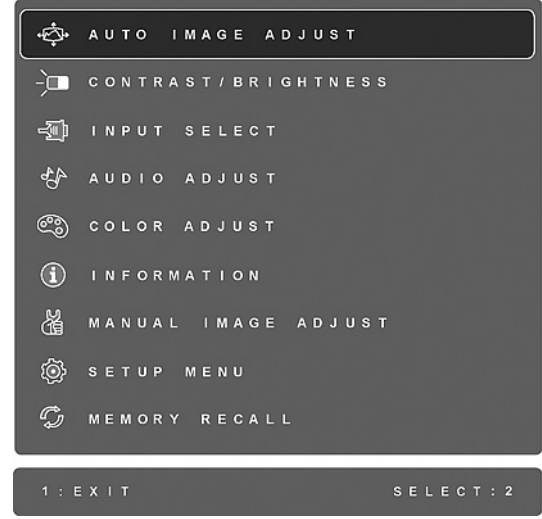 AUTO IMAGE ADJUST
CONTRAST/BRIGHTNESS
INPUT SELECT
AUDIO ADJUST
COLOR ADJUST
INFORMATION
MANUAL IMAGE ADJUST
SETUP MENU
MEMORY RECALL
1:EXIT SELECT:2